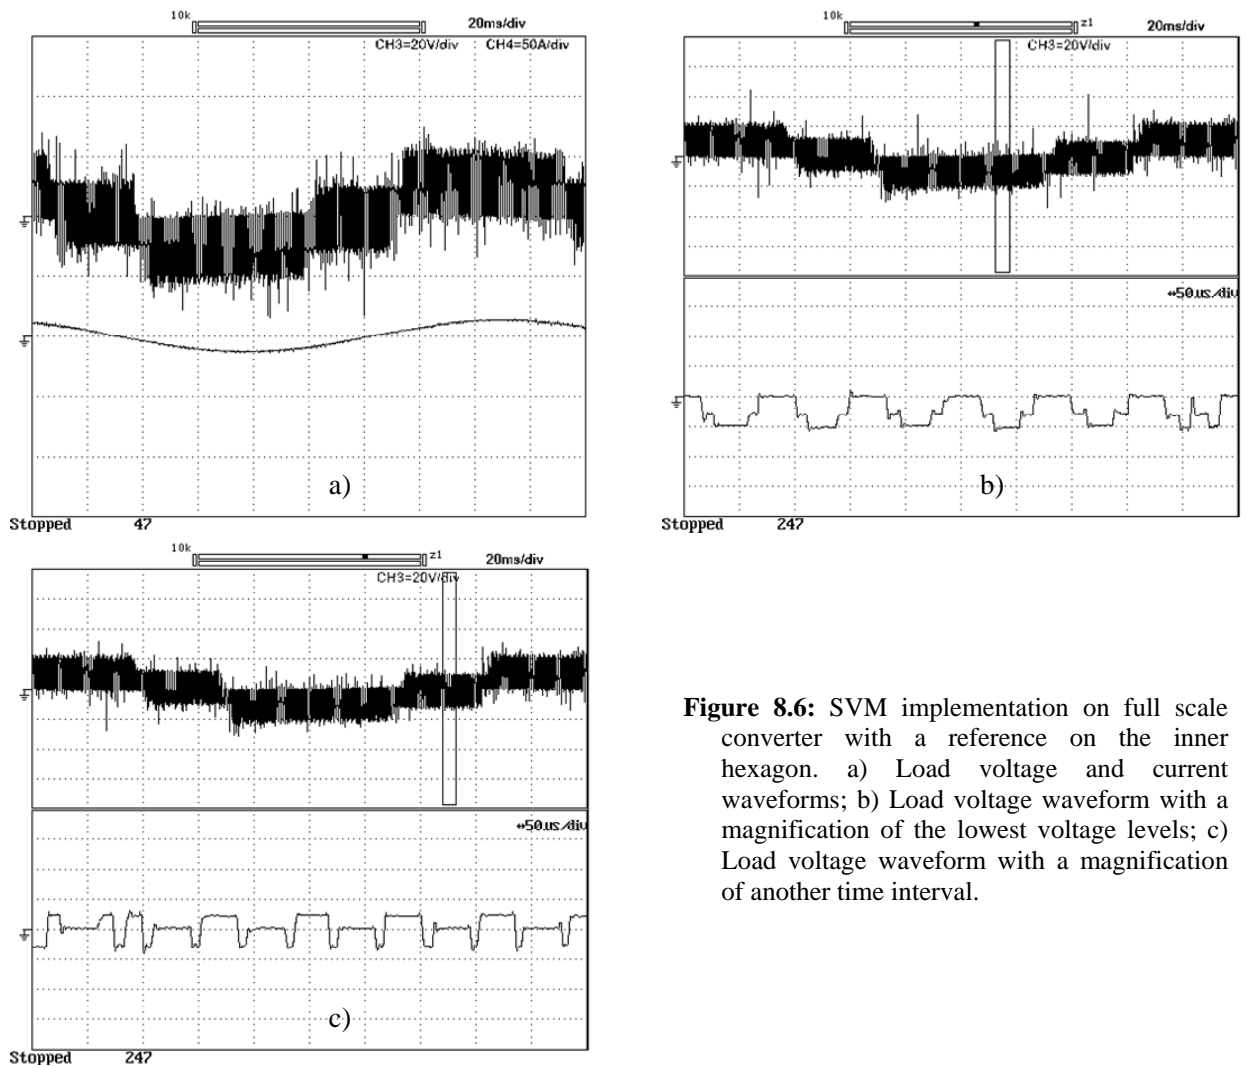 10k
20ms/div
CH3=20V/div CH4=50A/div
a)
Stopped 47
10k
z1
20ms/div
CH3=20V/div
↔50us/div
b)
Stopped 247
10k
z1
20ms/div
CH3=20V/div
↔50us/div
c)
Stopped 247
Figure 8.6: SVM implementation on full scale
converter with a reference on the inner
hexagon. a) Load voltage and current
waveforms; b) Load voltage waveform with a
magnification of the lowest voltage levels; c)
Load voltage waveform with a magnification
of another time interval.